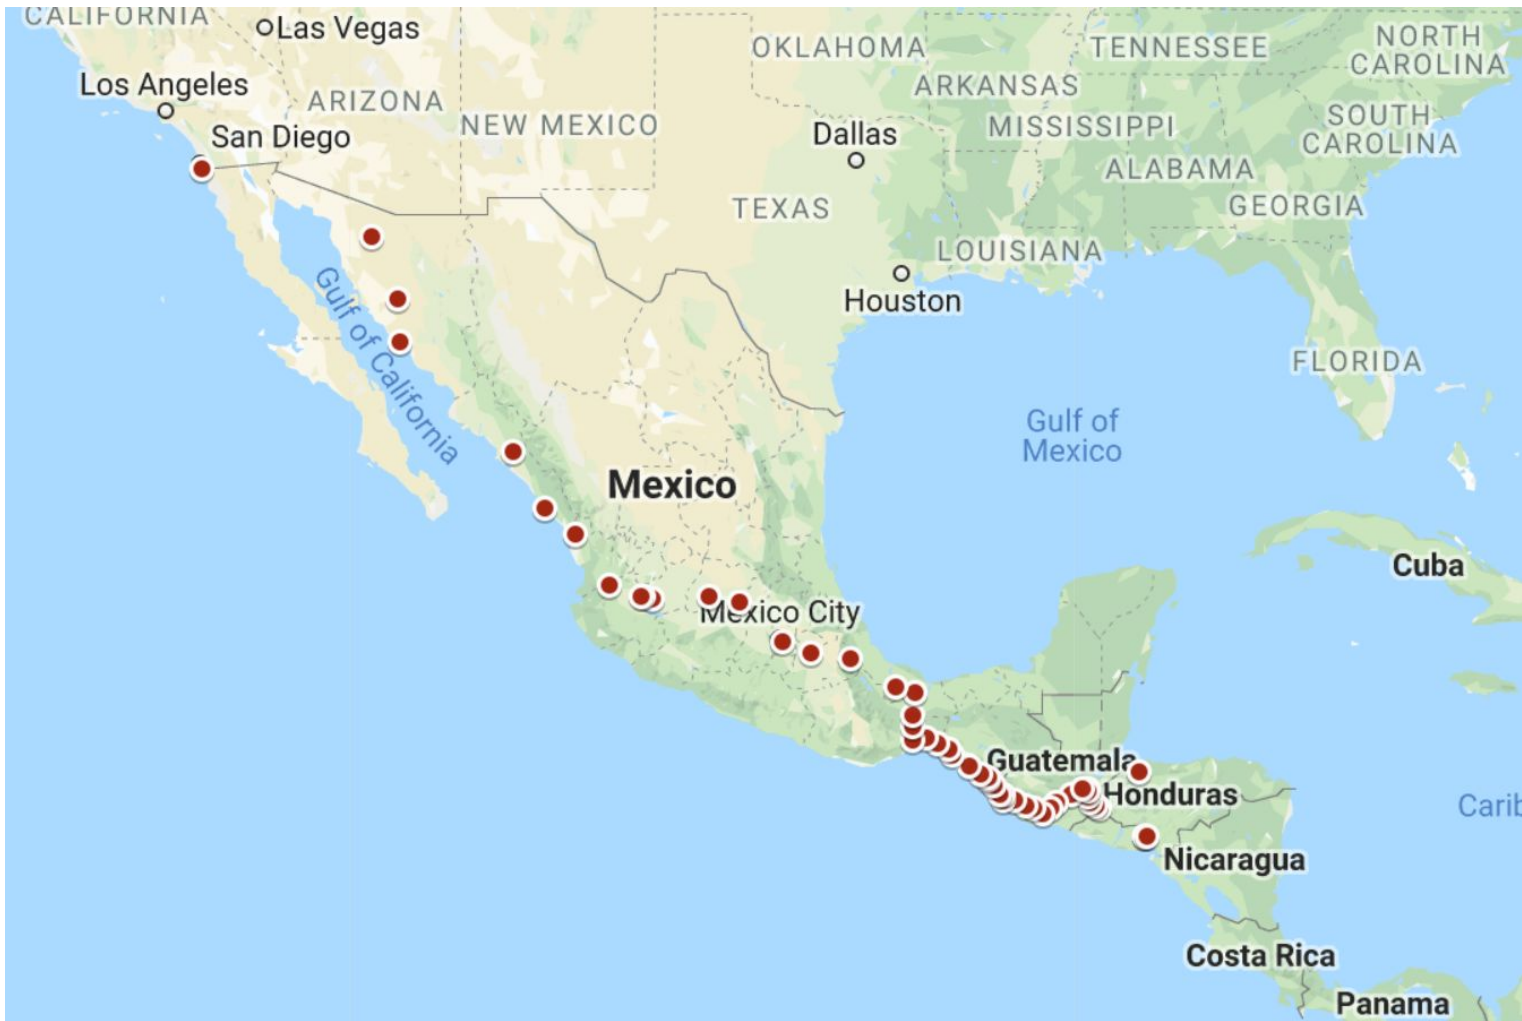 CALIFORNIA
Las Vegas
Los Angeles
ARIZONA
NEW MEXICO
San Diego
OKLAHOMA
ARKANSAS
TENNESSEE
NORTH
CAROLINA
Dallas
MISSISSIPPI
SOUTH
CAROLINA
ALABAMA
TEXAS
GEORGIA
LOUISIANA
Houston
Gulf of California
FLORIDA
Gulf of
Mexico
Mexico
Cuba
Mexico City
Guatemala
Honduras
Carib
Nicaragua
Costa Rica
Panama